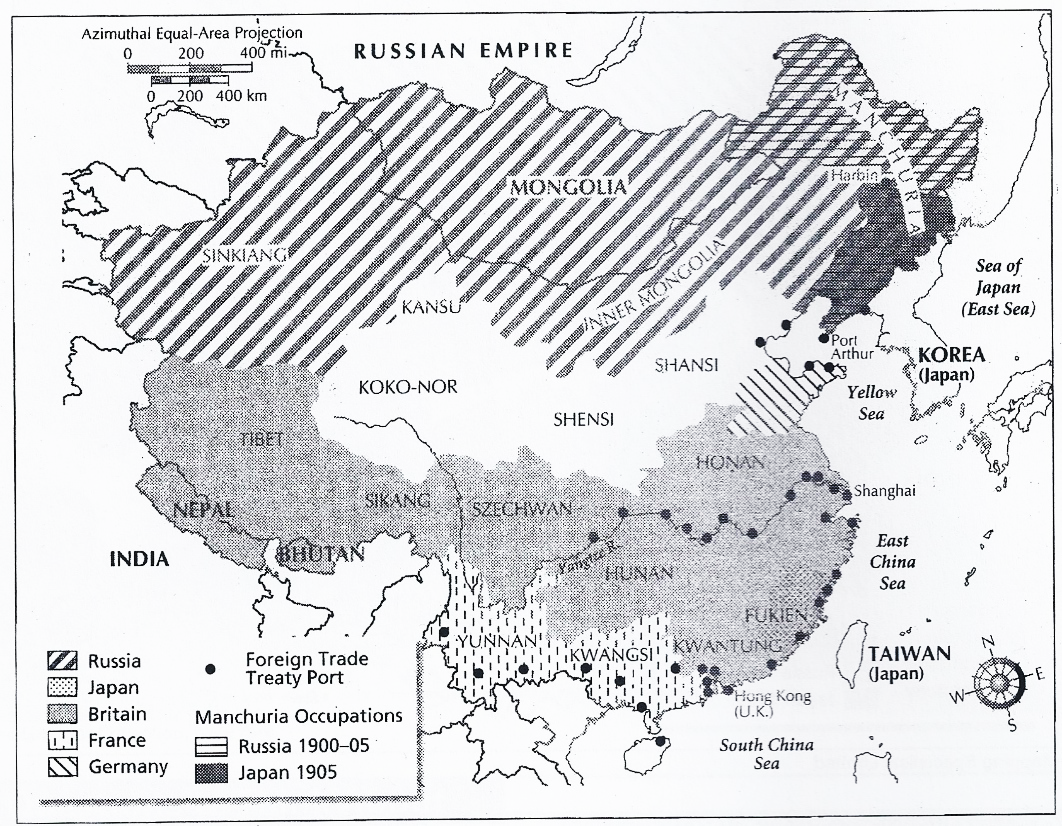 Azimuthal Equal-Area Projection
0 200 400 mi
0 200 400 km
RUSSIAN EMPIRE
MANCHURIA
Harbin
MONGOLIA
SINKIANG
INNER MONGOLIA
KANSU
Sea of
Japan
(East Sea)
Port
Arthur
KOREA
(Japan)
SHANSI
KOKO-NOR
Yellow
Sea
SHENSI
TIBET
HONAN
Shanghai
SIKANG
SZECHWAN
NEPAL
INDIA
BHUTAN
Yangtze R.
HUNAN
East
China
Sea
FUKIEN
YUNNAN
KWANGSI
KWANTUNG
TAIWAN
(Japan)
Hong Kong
(U.K.)
South China
Sea
N
E
S
W
Russia
Japan
Britain
France
Germany
Foreign Trade
Treaty Port
Manchuria Occupations
Russia 1900–05
Japan 1905